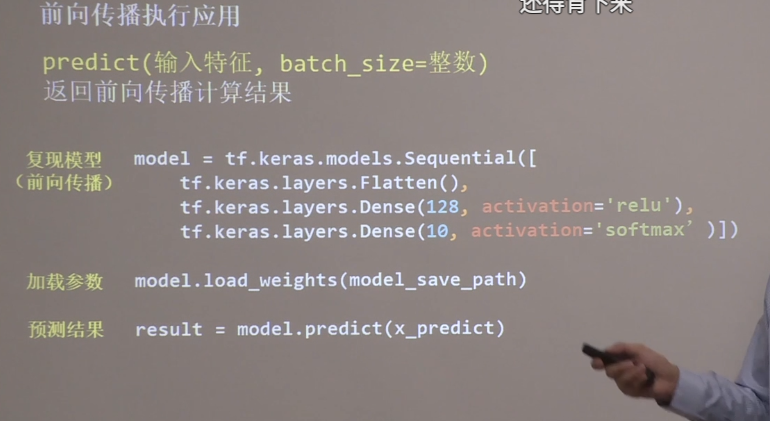 还得背下来
前向传播执行应用
predict(输入特征, batch_size=整数)
返回前向传播计算结果
复现模型
(前向传播)
model = tf.keras.models.Sequential([
tf.keras.layers.Flatten(),
tf.keras.layers.Dense(128, activation='relu'),
tf.keras.layers.Dense(10, activation='softmax’ )])
加载参数
model.load_weights(model_save_path)
预测结果
result = model.predict(x_predict)